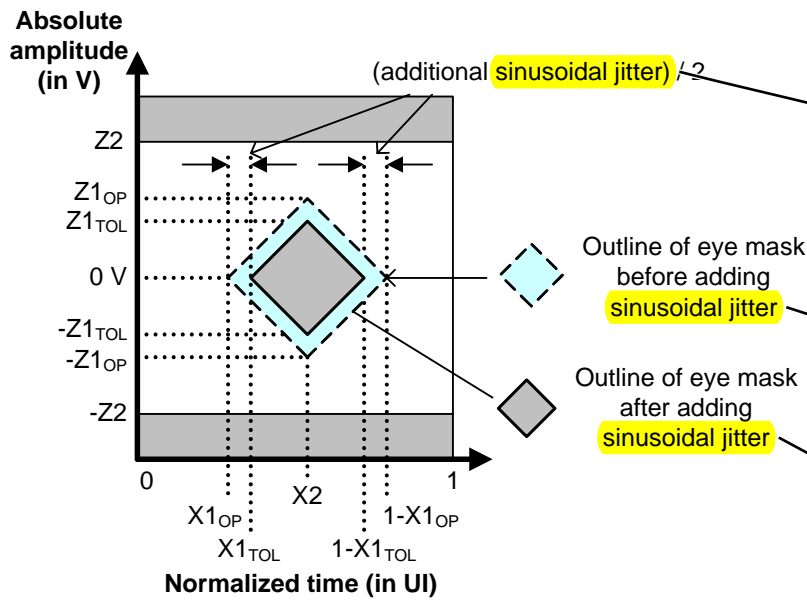 Absolute
amplitude
(in V)
(additional sinusoidal jitter) / 2
Z2
Z1OP
Z1TOL
0 V
-Z1TOL
-Z1OP
-Z2
Outline of eye mask
before adding
sinusoidal jitter
Outline of eye mask
after adding
sinusoidal jitter
0
X2
1
X1OP
1-X1OP
X1TOL
1-X1TOL
Normalized time (in UI)